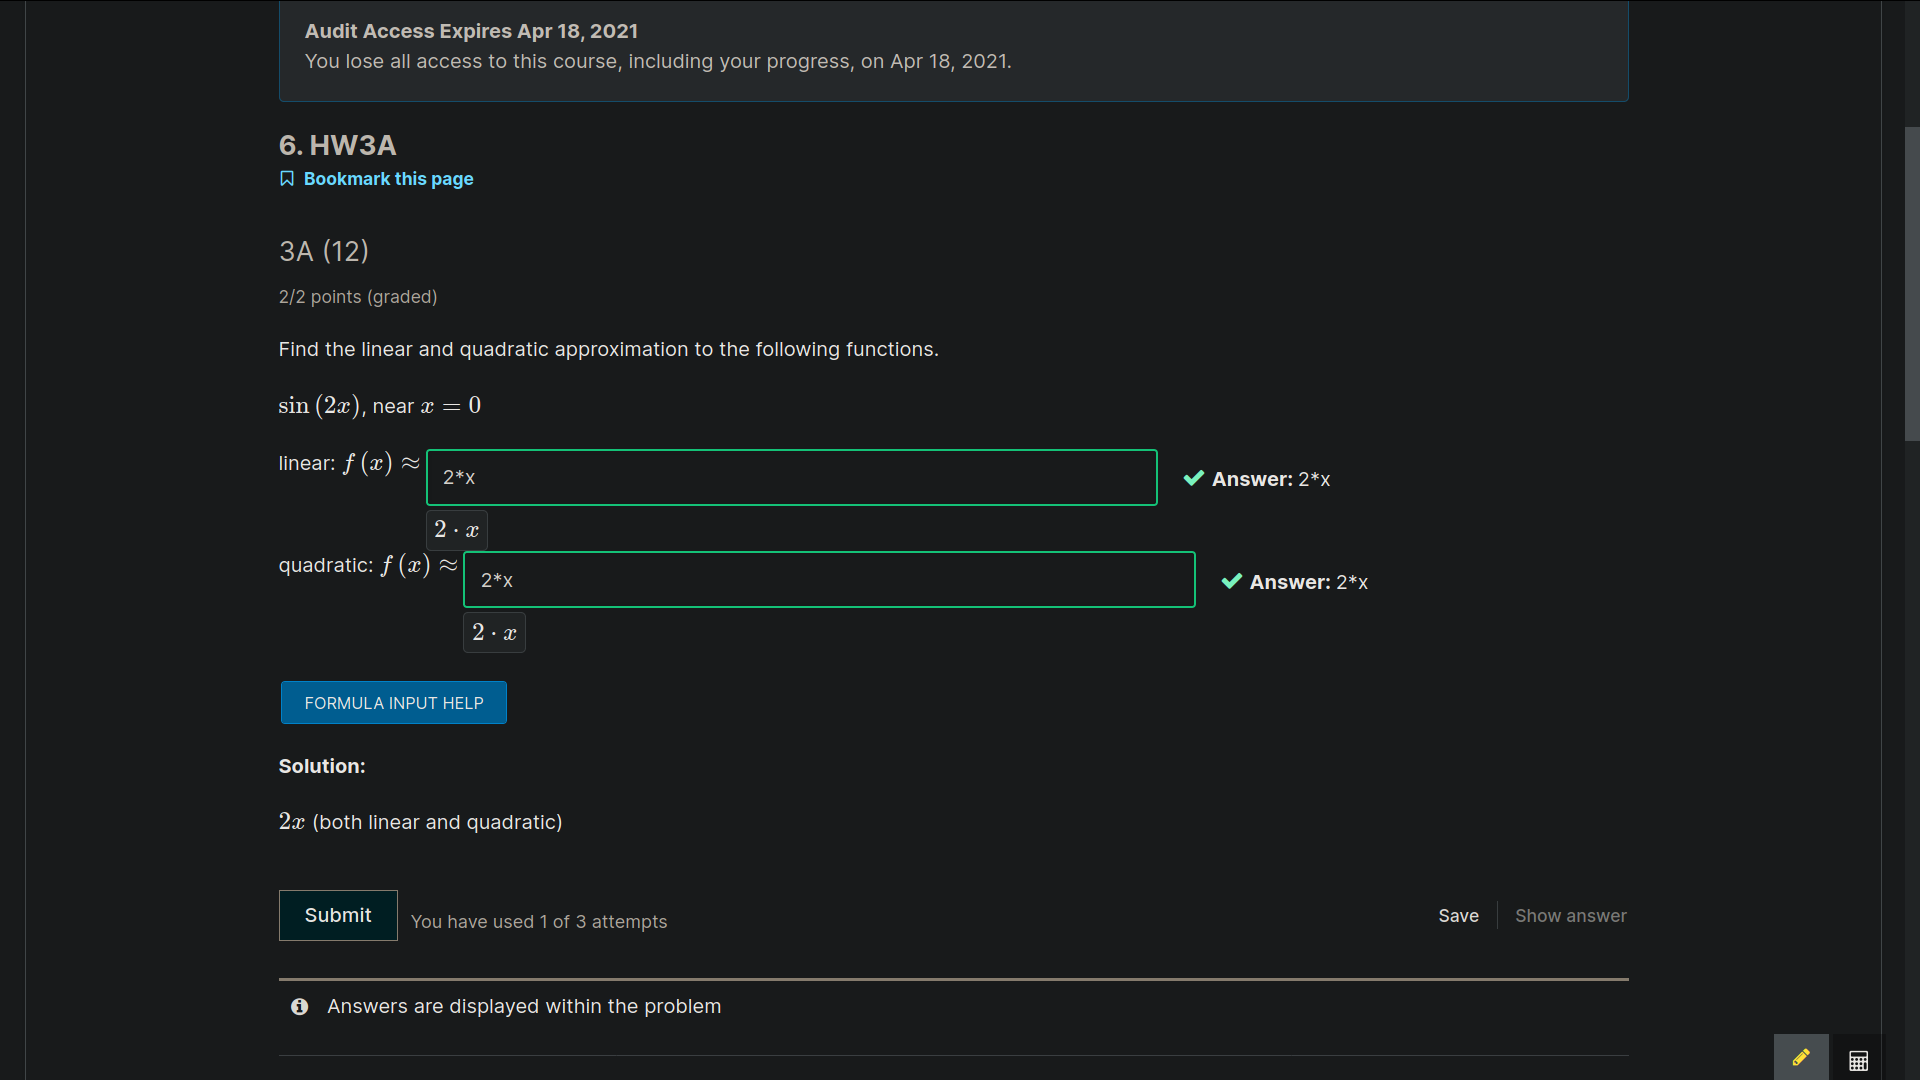 Audit Access Expires Apr 18, 2021
You lose all access to this course, including your progress, on Apr 18, 2021.
6. HW3A
Bookmark this page
3A (12)
2/2 points (graded)
Find the linear and quadratic approximation to the following functions.
sin (2x), near x = 0
linear: f (x) ≈ 2*x Answer: 2*x
2 · x
quadratic: f (x) ≈ 2*x Answer: 2*x
2 · x
FORMULA INPUT HELP
Solution:
2x (both linear and quadratic)
Submit You have used 1 of 3 attempts Save Show answer
Answers are displayed within the problem